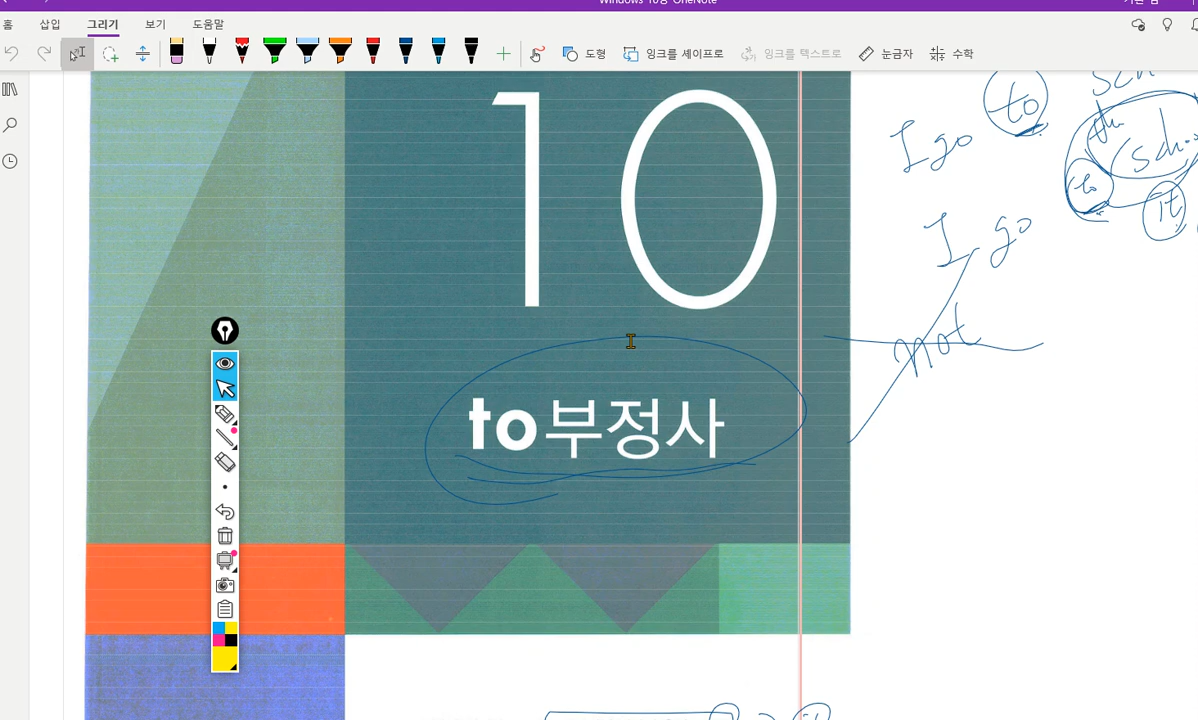 Windows 10용 OneNote
홈 삽입 그리기 보기 도움말
도형 잉크를 셰이프로 잉크를 텍스트로 눈금자 수학
10
to부정사
I go to
to
it
I go
not